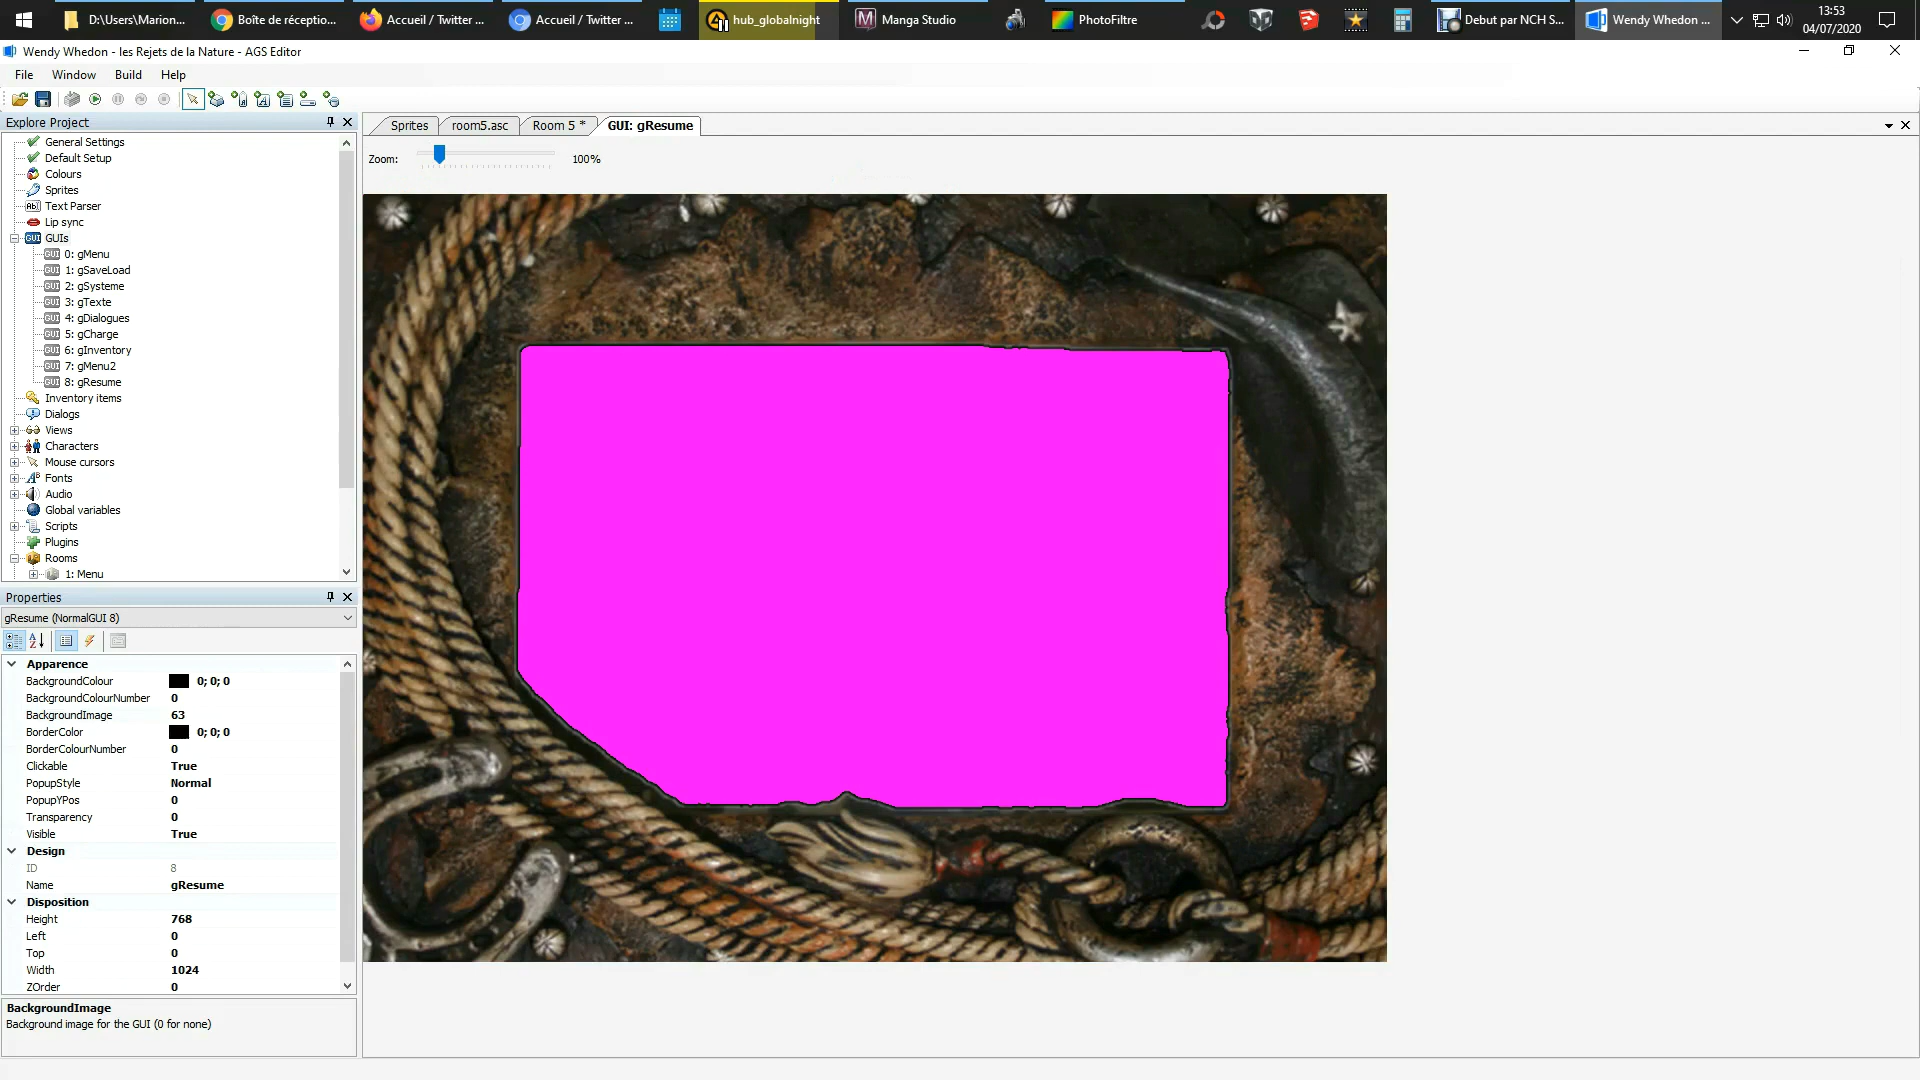 D:\Users\Marion...
Boîte de réceptio...
Accueil / Twitter ...
Accueil / Twitter ...
hub_globalnight
Manga Studio
PhotoFiltre
Debut par NCH S...
Wendy Whedon ...
13:53
04/07/2020
Wendy Whedon - les Rejets de la Nature - AGS Editor
File Window Build Help
Explore Project
General Settings
Default Setup
Colours
Sprites
Text Parser
Lip sync
GUIs
0: gMenu
1: gSaveLoad
2: gSysteme
3: gTexte
4: gDialogues
5: gCharge
6: gInventory
7: gMenu2
8: gResume
Inventory items
Dialogs
Views
Characters
Mouse cursors
Fonts
Audio
Global variables
Scripts
Plugins
Rooms
1: Menu
Sprites room5.asc Room 5 * GUI: gResume
Zoom: 100%
Properties
gResume (NormalGUI 8)
Apparence
BackgroundColour 0; 0; 0
BackgroundColourNumber 0
BackgroundImage 63
BorderColor 0; 0; 0
BorderColourNumber 0
Clickable True
PopupStyle Normal
PopupYPos 0
Transparency 0
Visible True
Design
ID 8
Name gResume
Disposition
Height 768
Left 0
Top 0
Width 1024
ZOrder 0
BackgroundImage
Background image for the GUI (0 for none)